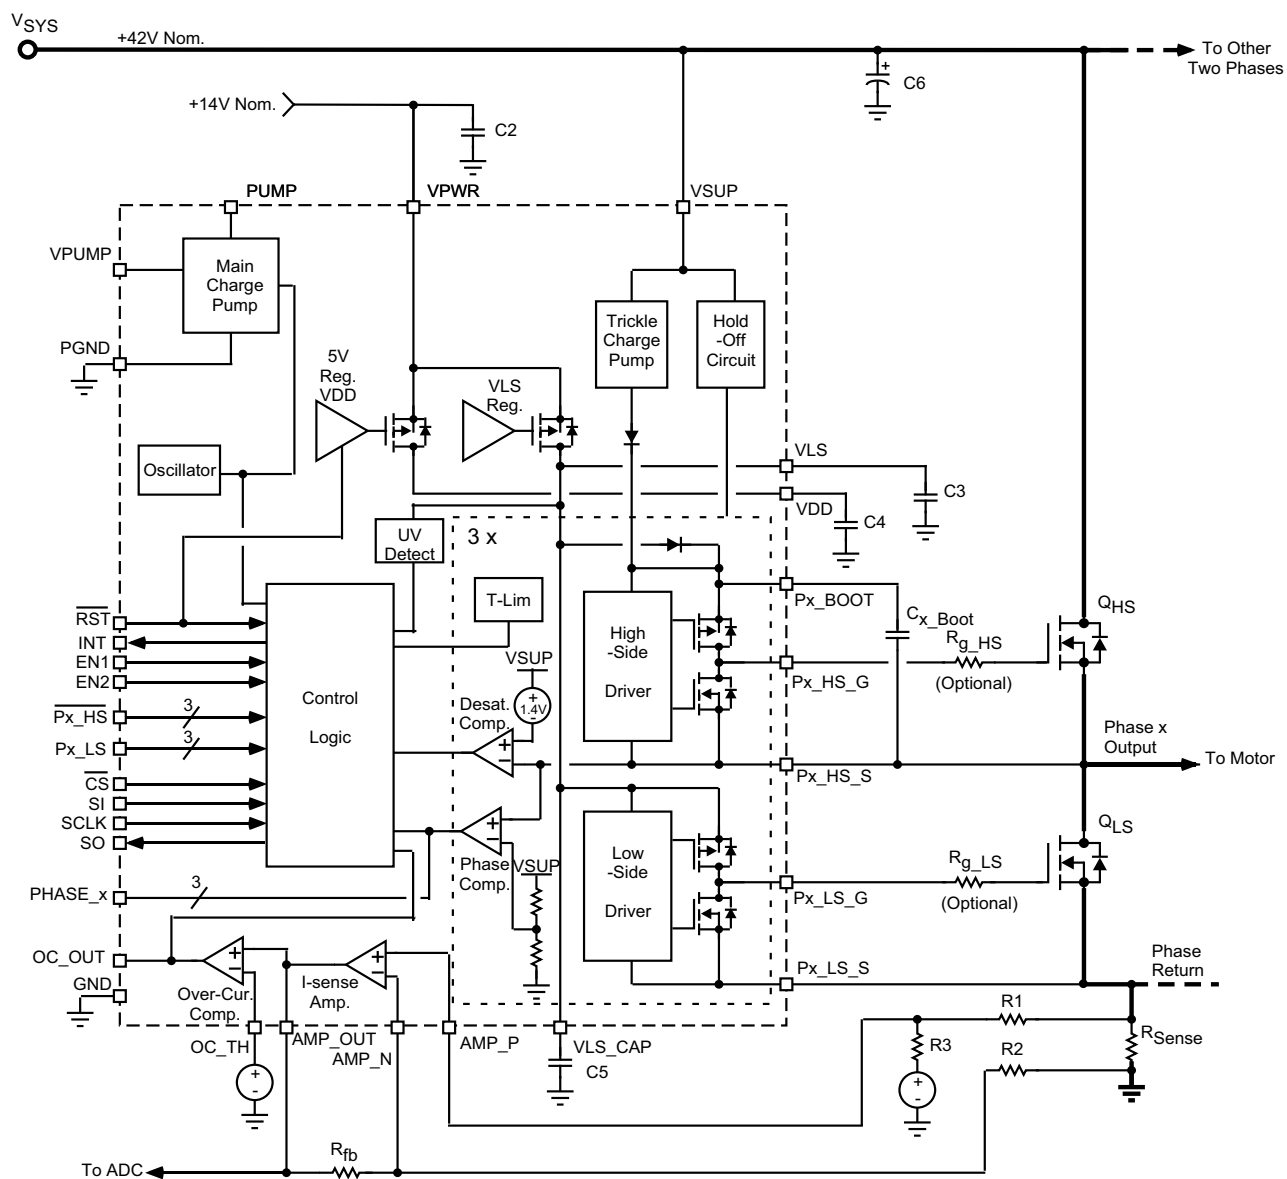 VSYS
+42V Nom.
To Other
Two Phases
C6
+14V Nom.
C2
PUMP
VPWR
VSUP
VPUMP
Main
Charge
Pump
Trickle
Charge
Pump
Hold
-Off
Circuit
PGND
5V
Reg.
VDD
VLS
Reg.
VLS
Oscillator
C3
VDD
C4
UV
Detect
3 x
T-Lim
Px_BOOT
Cx_Boot
QHS
RST
INT
EN1
EN2
High
-Side
Driver
Rg_HS
(Optional)
VSUP
Px_HS_G
Control
Logic
Desat.
Comp.
+
1.4V
-
Px_HS
3
Px_LS
3
+
−
Phase x
Output
To Motor
Px_HS_S
CS
SI
SCLK
SO
QLS
+
−
Phase
Comp.
VSUP
Low
-Side
Driver
Rg_LS
(Optional)
PHASE_x
3
Px_LS_G
Phase
Return
OC_OUT
+
−
+
−
Px_LS_S
GND
Over-Cur.
Comp.
I-sense
Amp.
R1
OC_TH
AMP_OUT
AMP_N
AMP_P
VLS_CAP
R3
R2
RSense
C5
+
-
+
-
Rfb
To ADC